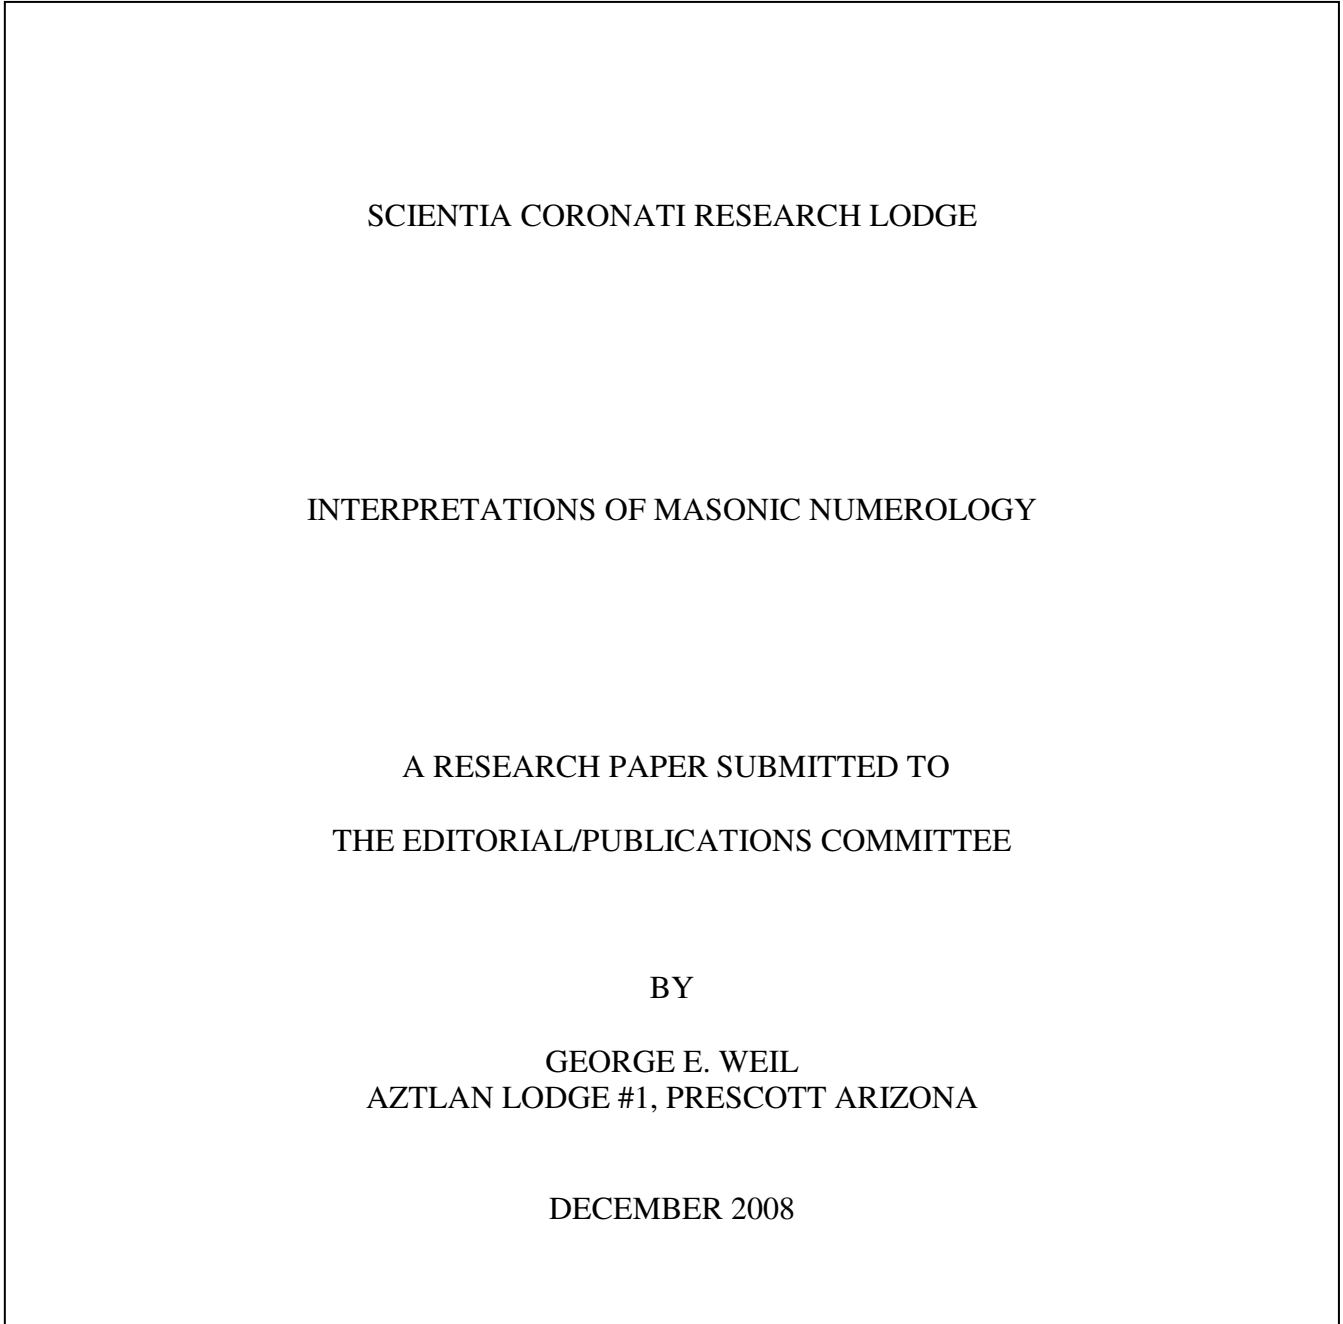 SCIENTIA CORONATI RESEARCH LODGE
INTERPRETATIONS OF MASONIC NUMEROLOGY
A RESEARCH PAPER SUBMITTED TO
THE EDITORIAL/PUBLICATIONS COMMITTEE
BY
GEORGE E. WEIL
AZTLAN LODGE #1, PRESCOTT ARIZONA
DECEMBER 2008